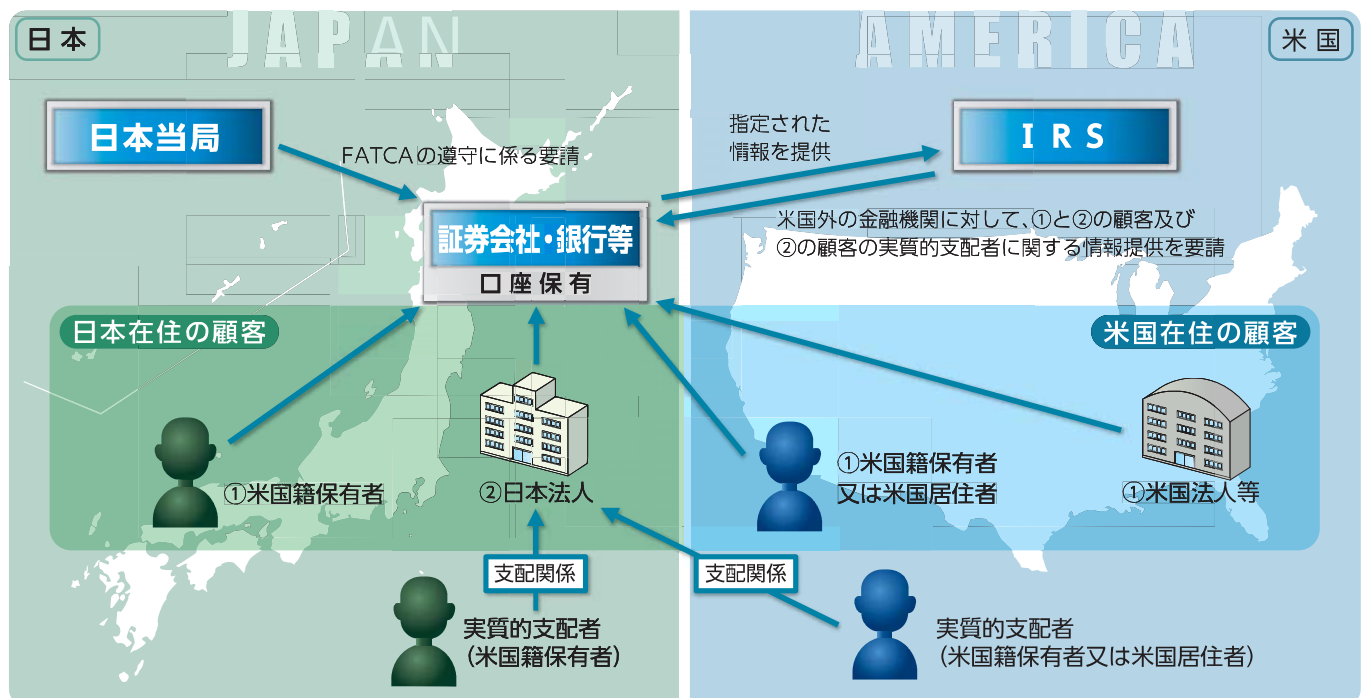 日本
JAPAN
AMERICA
米国
日本当局
FATCAの遵守に係る要請
指定された
情報を提供
IRS
証券会社・銀行等
口座保有
米国外の金融機関に対して、①と②の顧客及び
②の顧客の実質的支配者に関する情報提供を要請
日本在住の顧客
米国在住の顧客
①米国籍保有者
②日本法人
①米国籍保有者
又は米国居住者
①米国法人等
支配関係
支配関係
実質的支配者
（米国籍保有者）
実質的支配者
（米国籍保有者又は米国居住者）